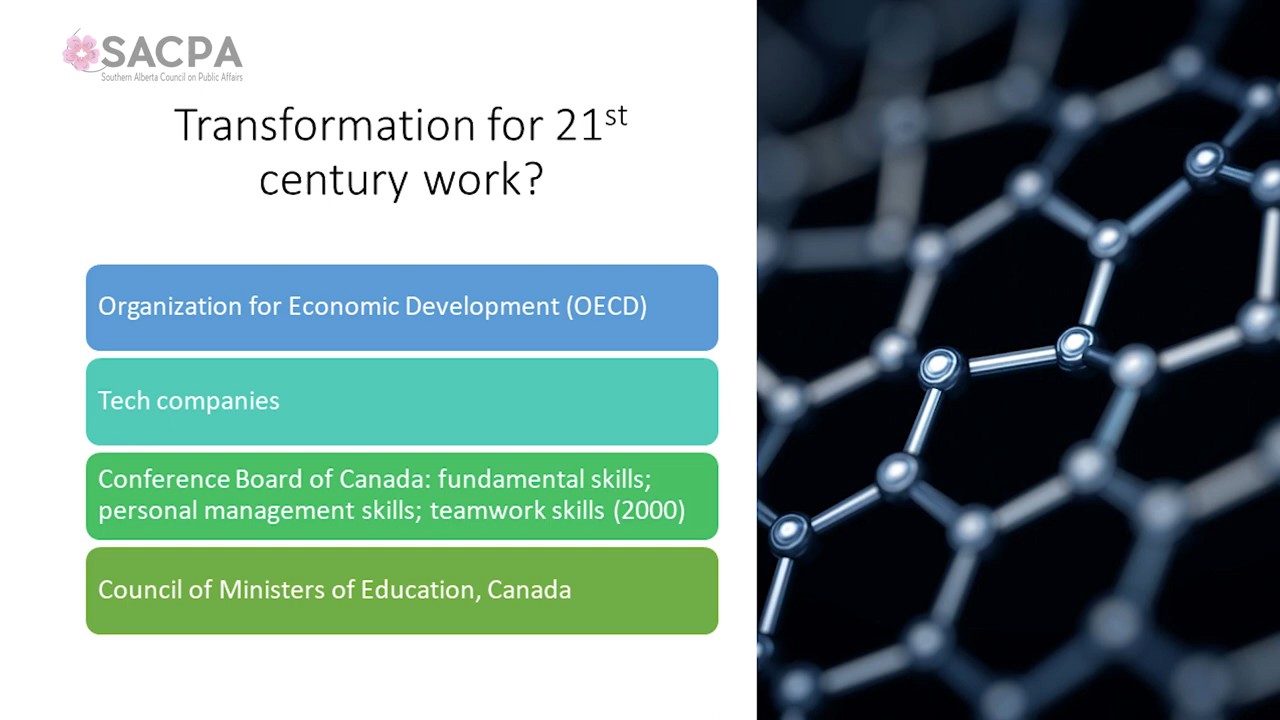 SACPA
Southern Alberta Council on Public Affairs
Transformation for 21st
century work?
Organization for Economic Development (OECD)
Tech companies
Conference Board of Canada: fundamental skills;
personal management skills; teamwork skills (2000)
Council of Ministers of Education, Canada